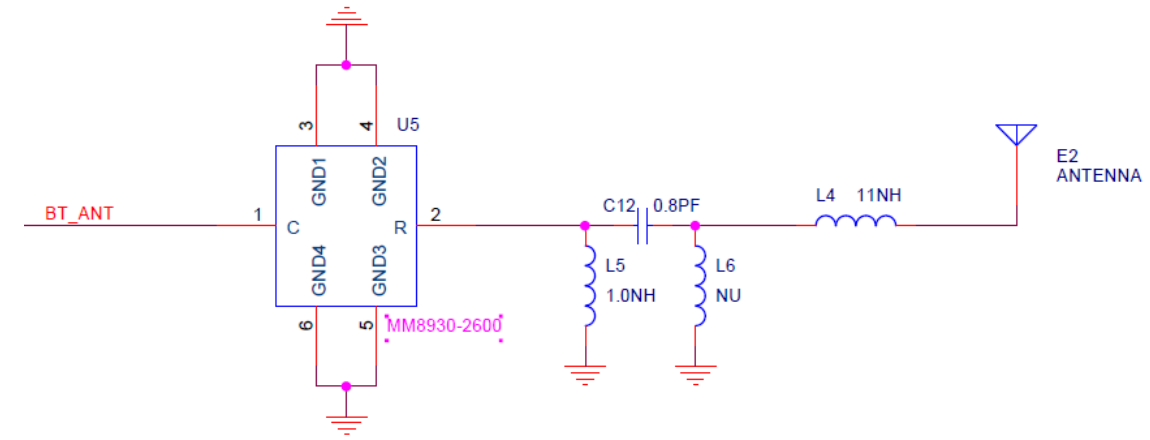 3
4
U5
GND1
GND2
E2
ANTENNA
BT_ANT
1
C
R
2
C12
0.8PF
L4
11NH
GND4
GND3
L5
1.0NH
L6
NU
6
5
MM8930-2600